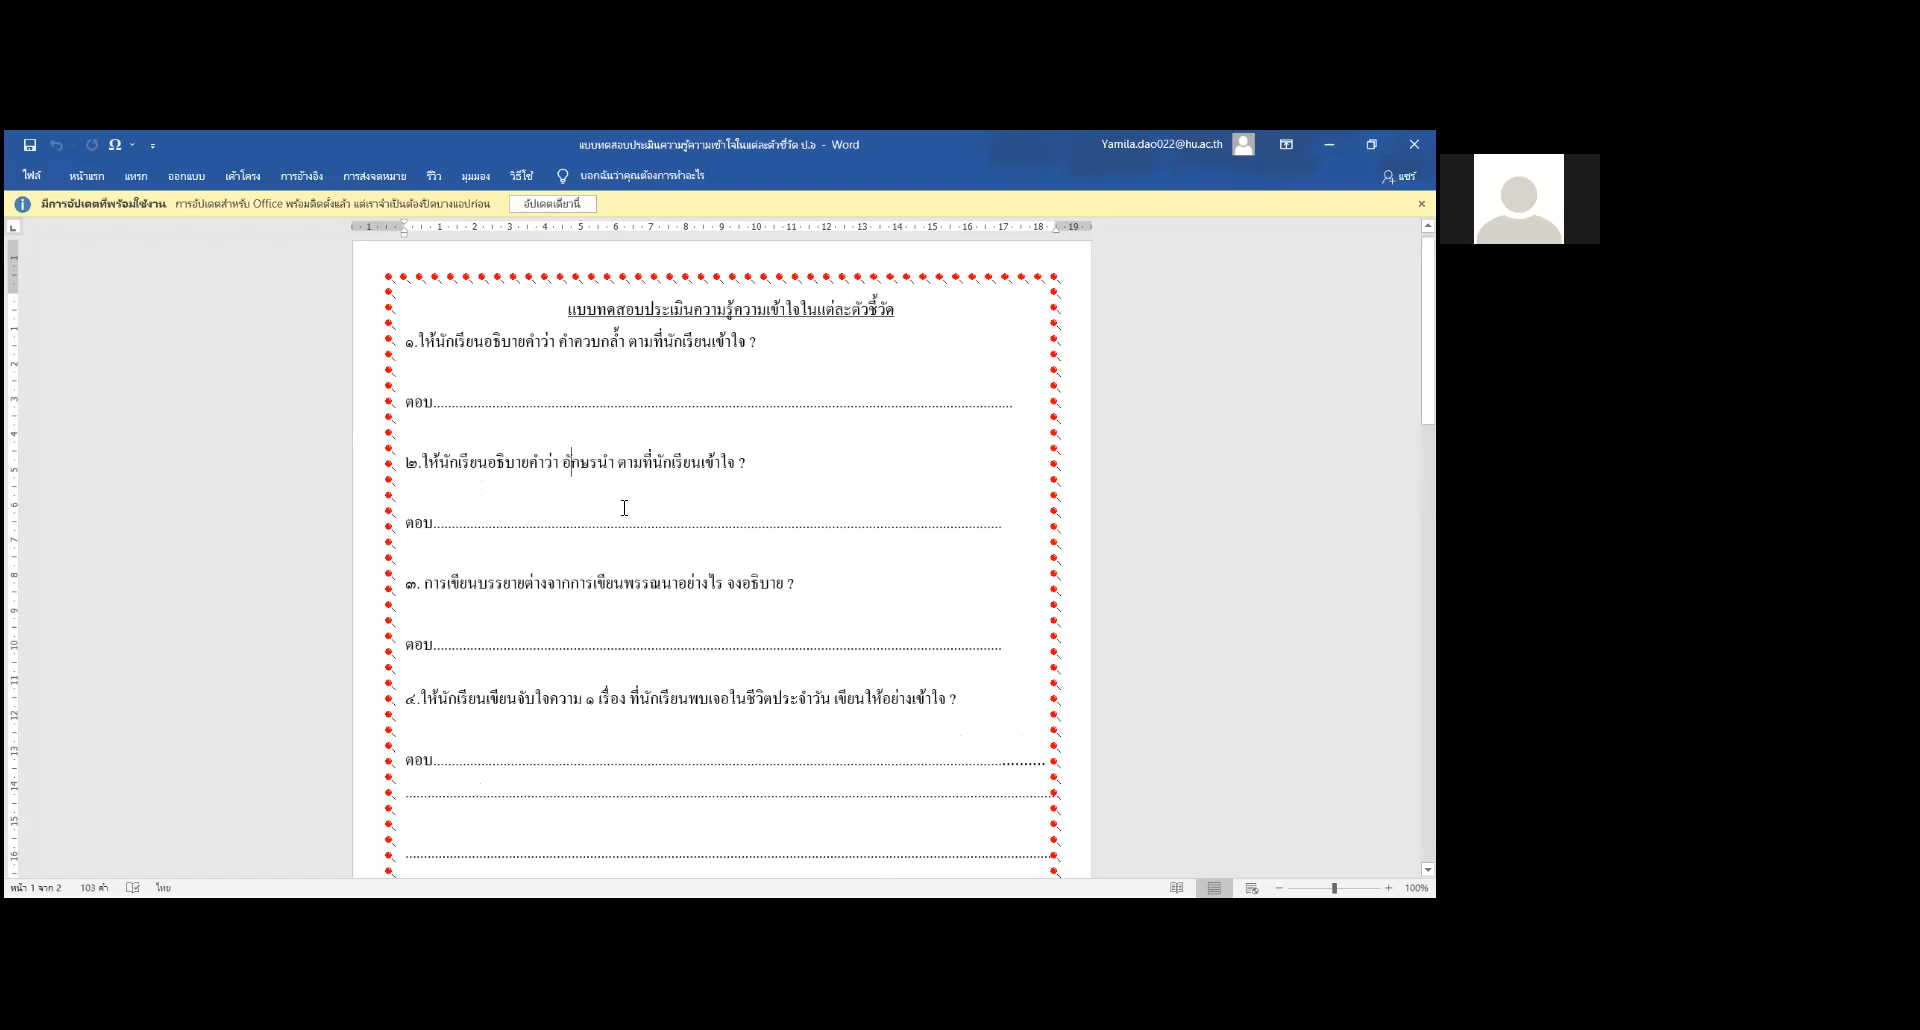 แบบทดสอบประเมินความรู้ความเข้าใจในแต่ละตัวชี้วัด ป.๖ - Word
Yamila.dao022@hu.ac.th
ไฟล์ หน้าแรก แทรก ออกแบบ เค้าโครง การอ้างอิง การส่งจดหมาย รีวิว มุมมอง วิธีใช้ บอกฉันว่าคุณต้องการทำอะไร แชร์
มีการอัปเดตที่พร้อมใช้งาน การอัปเดตสำหรับ Office พร้อมติดตั้งแล้ว แต่เราจำเป็นต้องปิดบางแอปก่อน อัปเดตเดี๋ยวนี้
1 1 2 3 4 5 6 7 8 9 10 11 12 13 14 15 16 17 18 19
แบบทดสอบประเมินความรู้ความเข้าใจในแต่ละตัวชี้วัด
๑.ให้นักเรียนอธิบายคำว่า คำควบกล้ำ ตามที่นักเรียนเข้าใจ ?
ตอบ..........
๒.ให้นักเรียนอธิบายคำว่า อักษรนำ ตามที่นักเรียนเข้าใจ ?
ตอบ..........
๓. การเขียนบรรยายต่างจากการเขียนพรรณนาอย่างไร จงอธิบาย ?
ตอบ..........
๔.ให้นักเรียนเขียนจับใจความ ๑ เรื่อง ที่นักเรียนพบเจอในชีวิตประจำวัน เขียนให้อย่างเข้าใจ ?
ตอบ..........
หน้า 1 จาก 2 103 คำ ไทย 100%